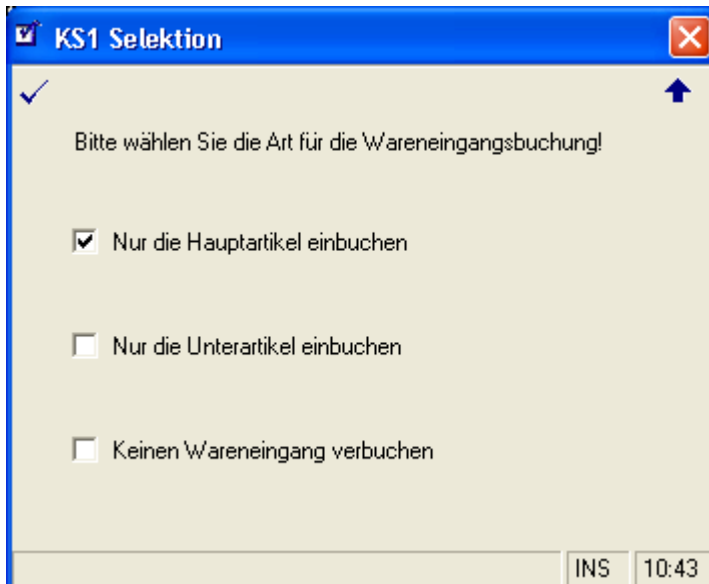 KS1 Selektion
Bitte wählen Sie die Art für die Wareneingangsbuchung!
Nur die Hauptartikel einbuchen
Nur die Unterartikel einbuchen
Keinen Wareneingang verbuchen
INS 10:43